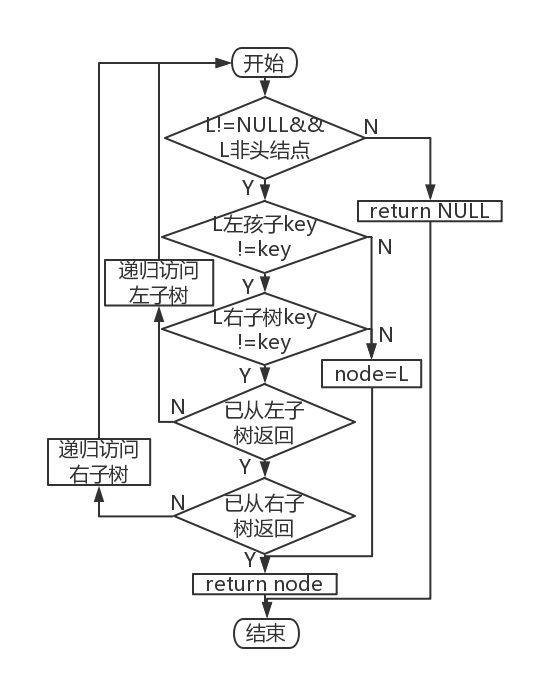 开始
L!=NULL&&
L非头结点
N
Y
return NULL
L左孩子key
!=key
N
递归访问
左子树
Y
L右子树key
!=key
N
Y
node=L
N
已从左子
树返回
Y
递归访问
右子树
N
已从右子
树返回
Y
return node
结束